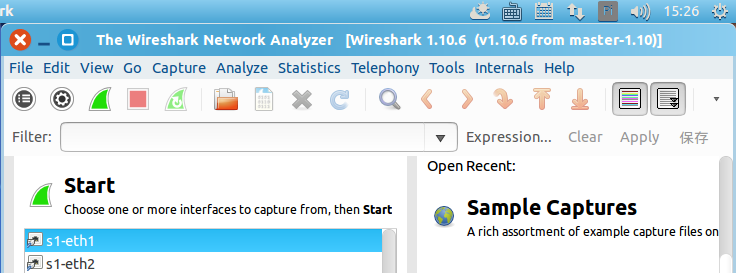 rk
15:26
The Wireshark Network Analyzer [Wireshark 1.10.6 (v1.10.6 from master-1.10)]
File Edit View Go Capture Analyze Statistics Telephony Tools Internals Help
Filter: Expression... Clear Apply 保存
Start
Choose one or more interfaces to capture from, then Start
s1-eth1
s1-eth2
Open Recent:
Sample Captures
A rich assortment of example capture files on